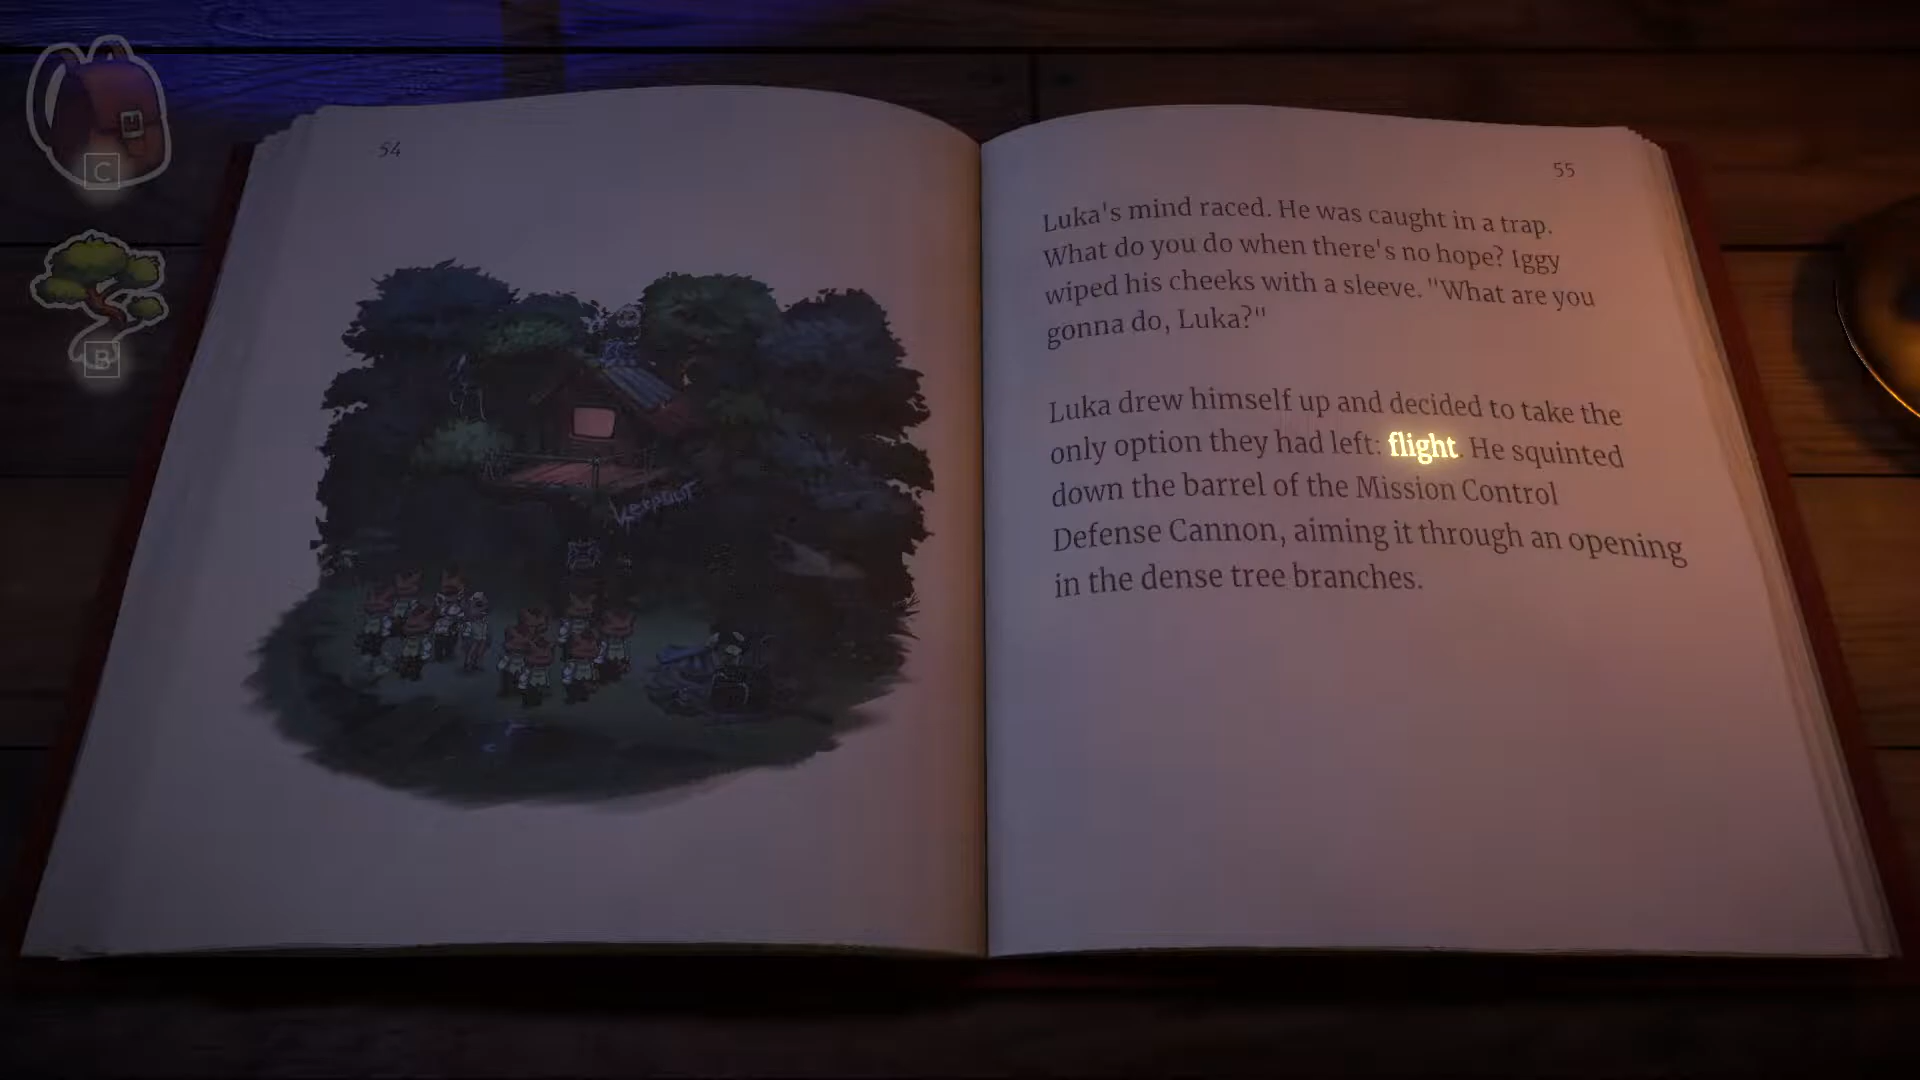 C
B
54
55
Luka's mind raced. He was caught in a trap.
What do you do when there's no hope? Iggy
wiped his cheeks with a sleeve. "What are you
gonna do, Luka?"
Luka drew himself up and decided to take the
only option they had left: flight. He squinted
down the barrel of the Mission Control
Defense Cannon, aiming it through an opening
in the dense tree branches.